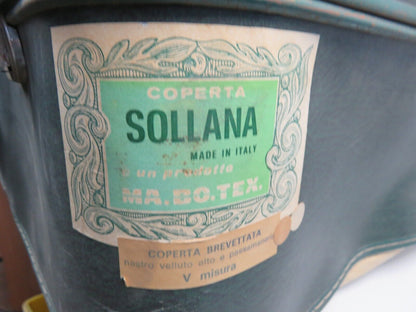 COPERTA
SOLLANA
MADE IN ITALY
è un prodotto
MA.BO.TEX.
COPERTA BREVETTATA
nastro velluto alto e passamaneria
V misura